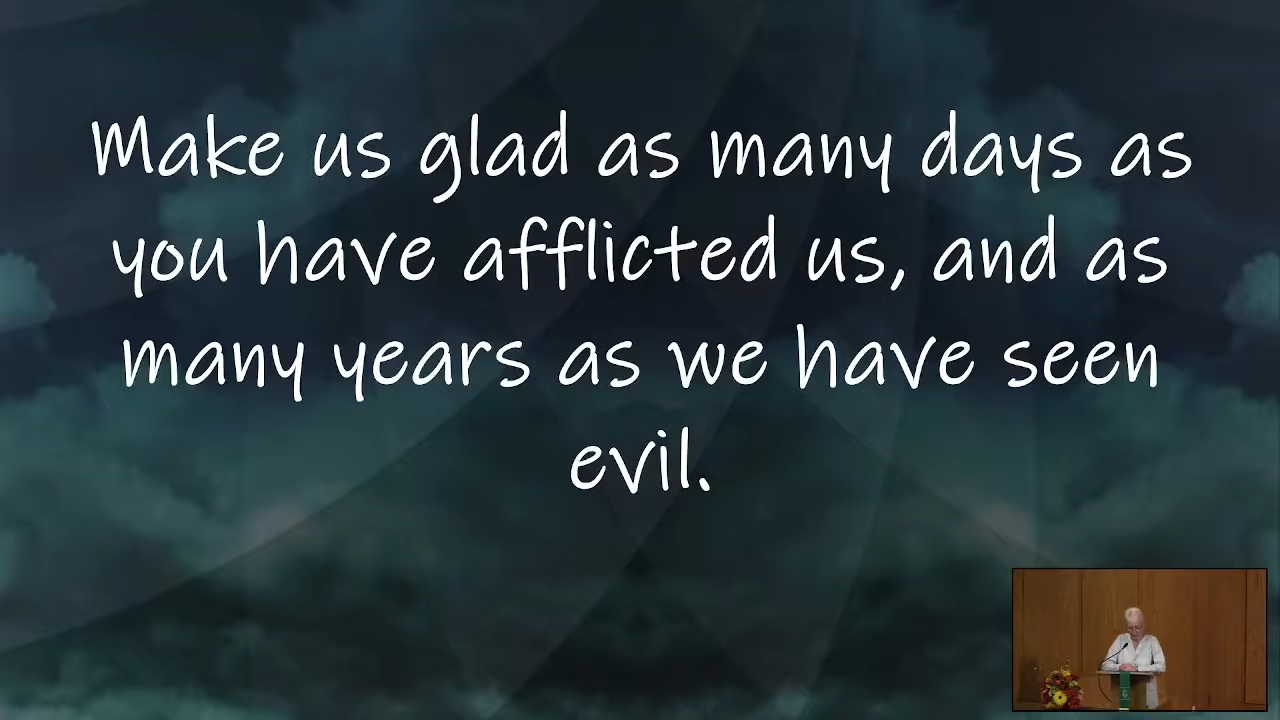 Make us glad as many days as
you have afflicted us, and as
many years as we have seen
evil.